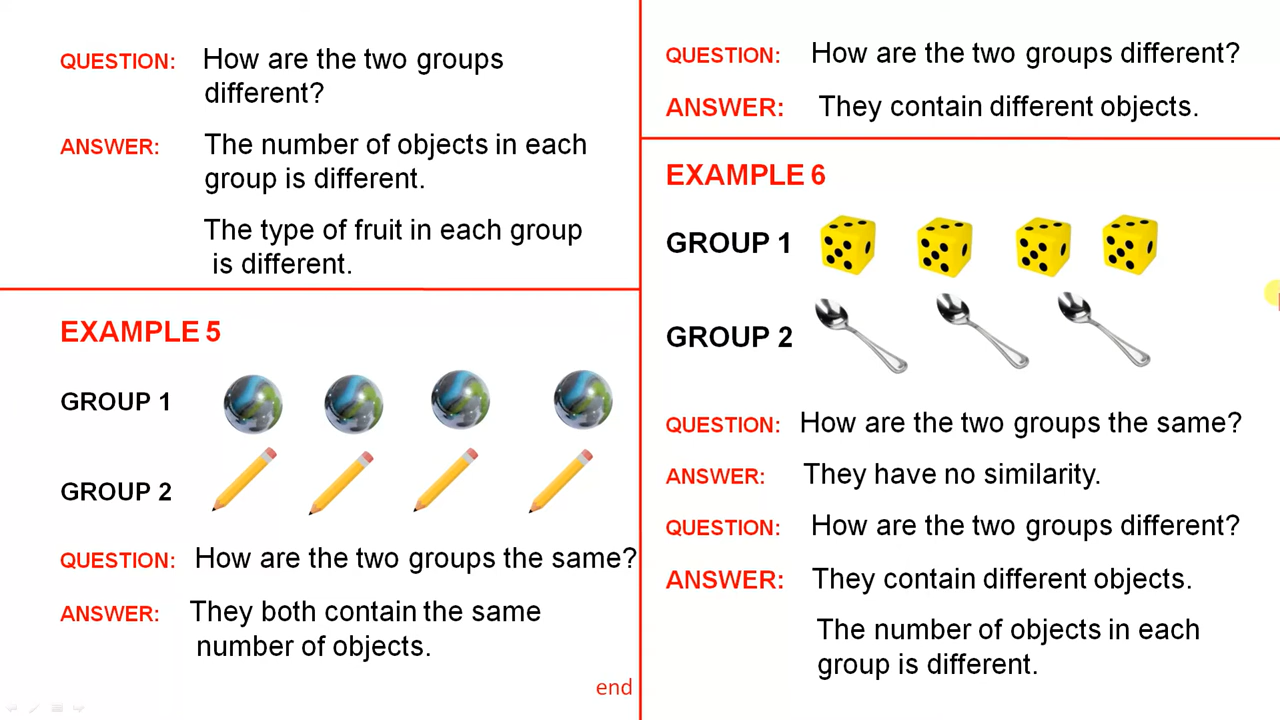 QUESTION: How are the two groups
different?
ANSWER: The number of objects in each
group is different.
The type of fruit in each group
is different.
EXAMPLE 5
GROUP 1
GROUP 2
QUESTION: How are the two groups the same?
ANSWER: They both contain the same
number of objects.
end
QUESTION: How are the two groups different?
ANSWER: They contain different objects.
EXAMPLE 6
GROUP 1
GROUP 2
QUESTION: How are the two groups the same?
ANSWER: They have no similarity.
QUESTION: How are the two groups different?
ANSWER: They contain different objects.
The number of objects in each
group is different.